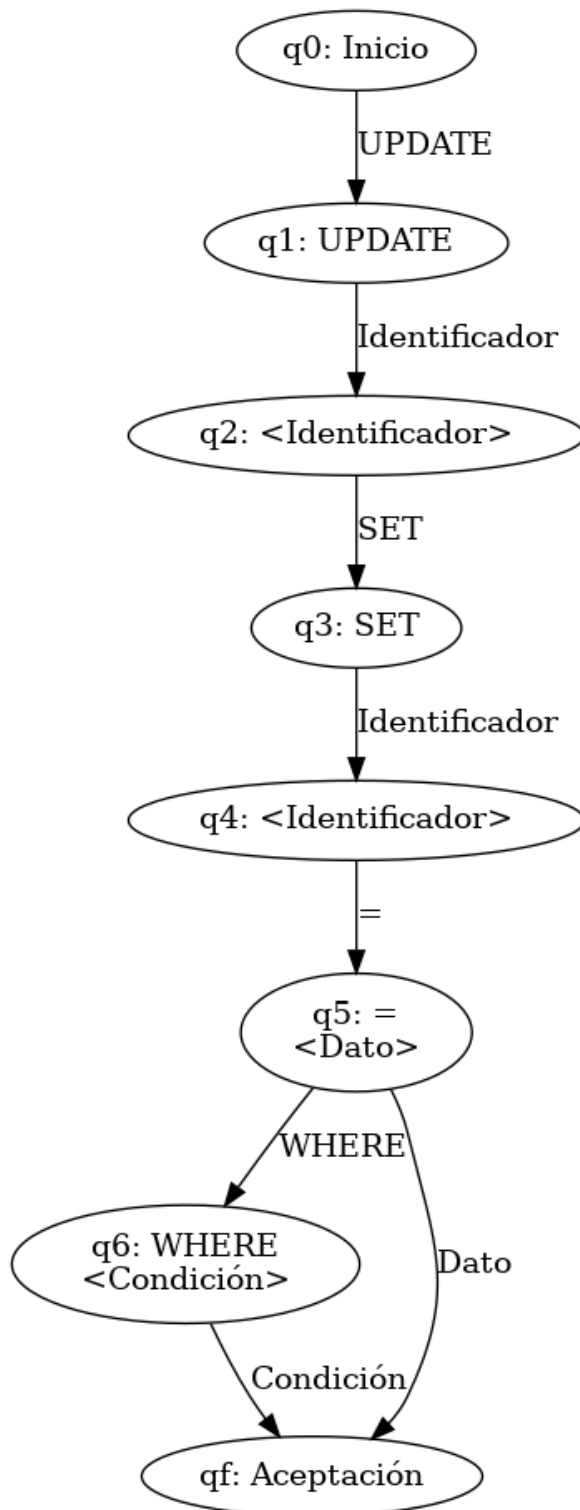 q0: Inicio
UPDATE
q1: UPDATE
Identificador
q2: <Identificador>
SET
q3: SET
Identificador
q4: <Identificador>
=
q5: =
<Dato>
WHERE
q6: WHERE
<Condición>
Dato
Condición
qf: Aceptación